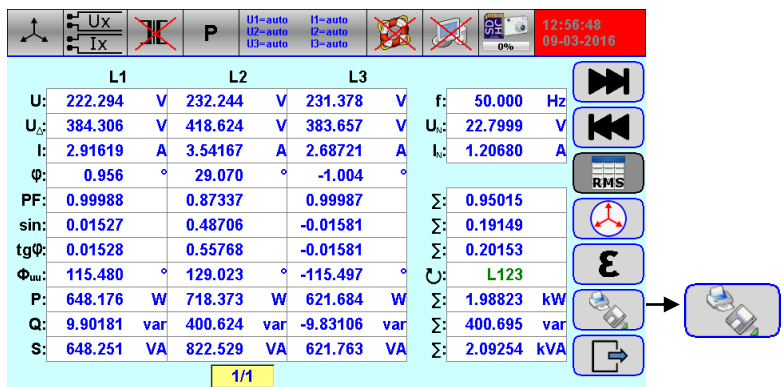 Ux
Ix
P
U1=auto I1=auto
U2=auto I2=auto
U3=auto I3=auto
SD HC
0%
12:56:48
09-03-2016
L1 L2 L3
U: 222.294 V 232.244 V 231.378 V f: 50.000 Hz
U△: 384.306 V 418.624 V 383.657 V UN: 22.7999 V
I: 2.91619 A 3.54167 A 2.68721 A IN: 1.20680 A
φ: 0.956 ° 29.070 ° -1.004 °
RMS
PF: 0.99988 0.87337 0.99987 Σ: 0.95015
sin: 0.01527 0.48706 -0.01581 Σ: 0.19149
tgφ: 0.01528 0.55768 -0.01581 Σ: 0.20153
Φuu: 115.480 ° 129.023 ° -115.497 ° ↻: L123
ε
P: 648.176 W 718.373 W 621.684 W Σ: 1.98823 kW
Q: 9.90181 var 400.624 var -9.83106 var Σ: 400.695 var
S: 648.251 VA 822.529 VA 621.763 VA Σ: 2.09254 kVA
1/1